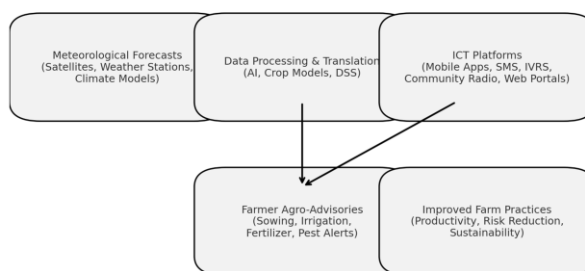 Meteorological Forecasts
(Satellites, Weather Stations,
Climate Models)
Data Processing & Translation
(AI, Crop Models, DSS)
ICT Platforms
(Mobile Apps, SMS, IVRS,
Community Radio, Web Portals)
Farmer Agro-Advisories
(Sowing, Irrigation,
Fertilizer, Pest Alerts)
Improved Farm Practices
(Productivity, Risk Reduction,
Sustainability)